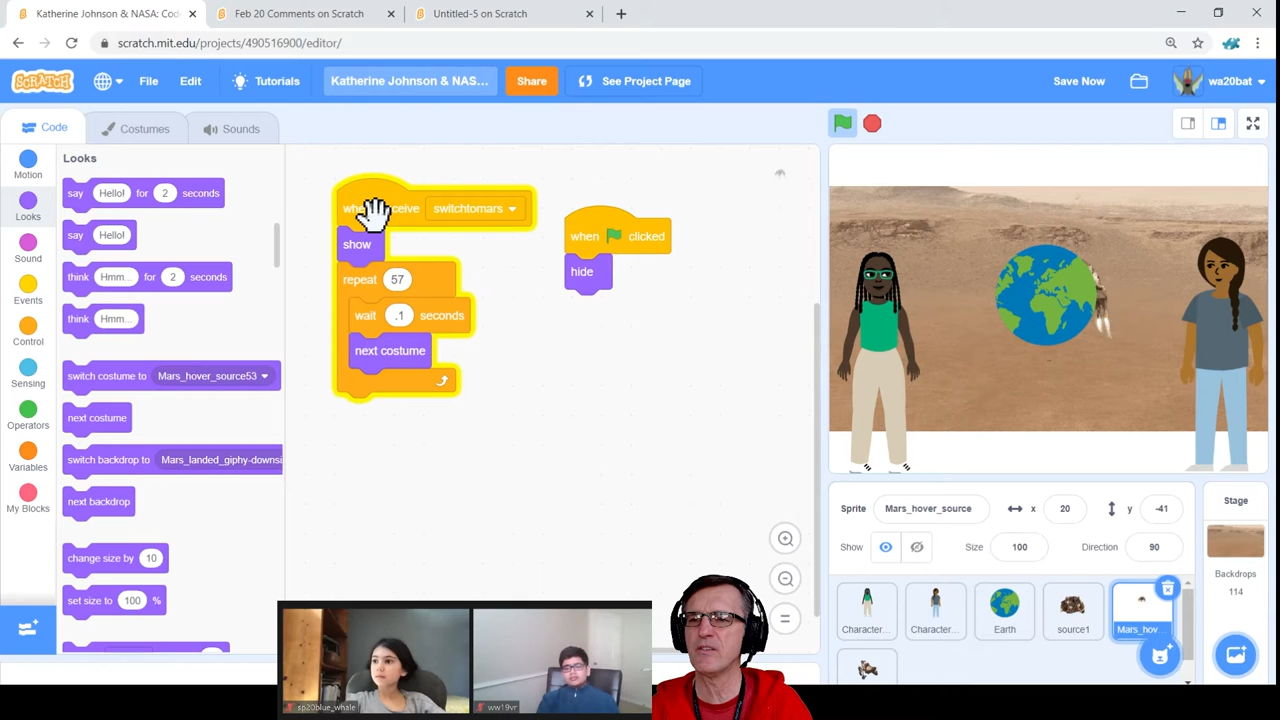 Katherine Johnson & NASA: Cod
Feb 20 Comments on Scratch
Untitled-5 on Scratch
scratch.mit.edu/projects/490516900/editor/
SCRATCH
File
Edit
Tutorials
Katherine Johnson & NAS...
Share
See Project Page
Save Now
wa20bat
Code
Costumes
Sounds
Motion
Looks
Sound
Events
Control
Sensing
Operators
Variables
My Blocks
Looks
say Hello! for 2 seconds
say Hello!
think Hmm... for 2 seconds
think Hmm...
switch costume to Mars_hover_source53
next costume
switch backdrop to Mars_landed_giphy-downsi
next backdrop
change size by 10
set size to 100 %
when receive switchtomars
show
repeat 57
wait .1 seconds
next costume
when clicked
hide
Sprite Mars_hover_source x 20 y -41
Show Size 100 Direction 90
Character...
Character...
Earth
source1
Mars_hov...
Stage
Backdrops
114
sp20blue_whale
ww19vr